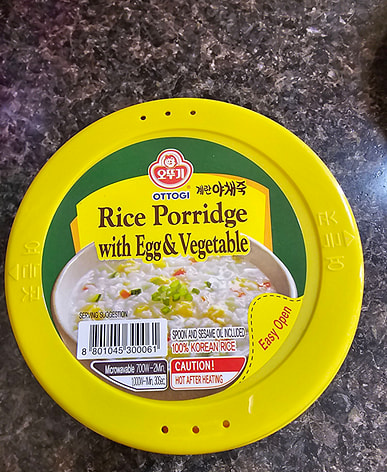 오뚜기
OTTOGI
계란야채죽
Rice Porridge
with Egg & Vegetable
SERVING SUGGESTION
SPOON AND SESAME OIL INCLUDED
100% KOREAN RICE
8 801045 300061
Easy Open
Microwavable 700W-2Min.
1000W-1Min. 30Sec.
CAUTION!
HOT AFTER HEATING